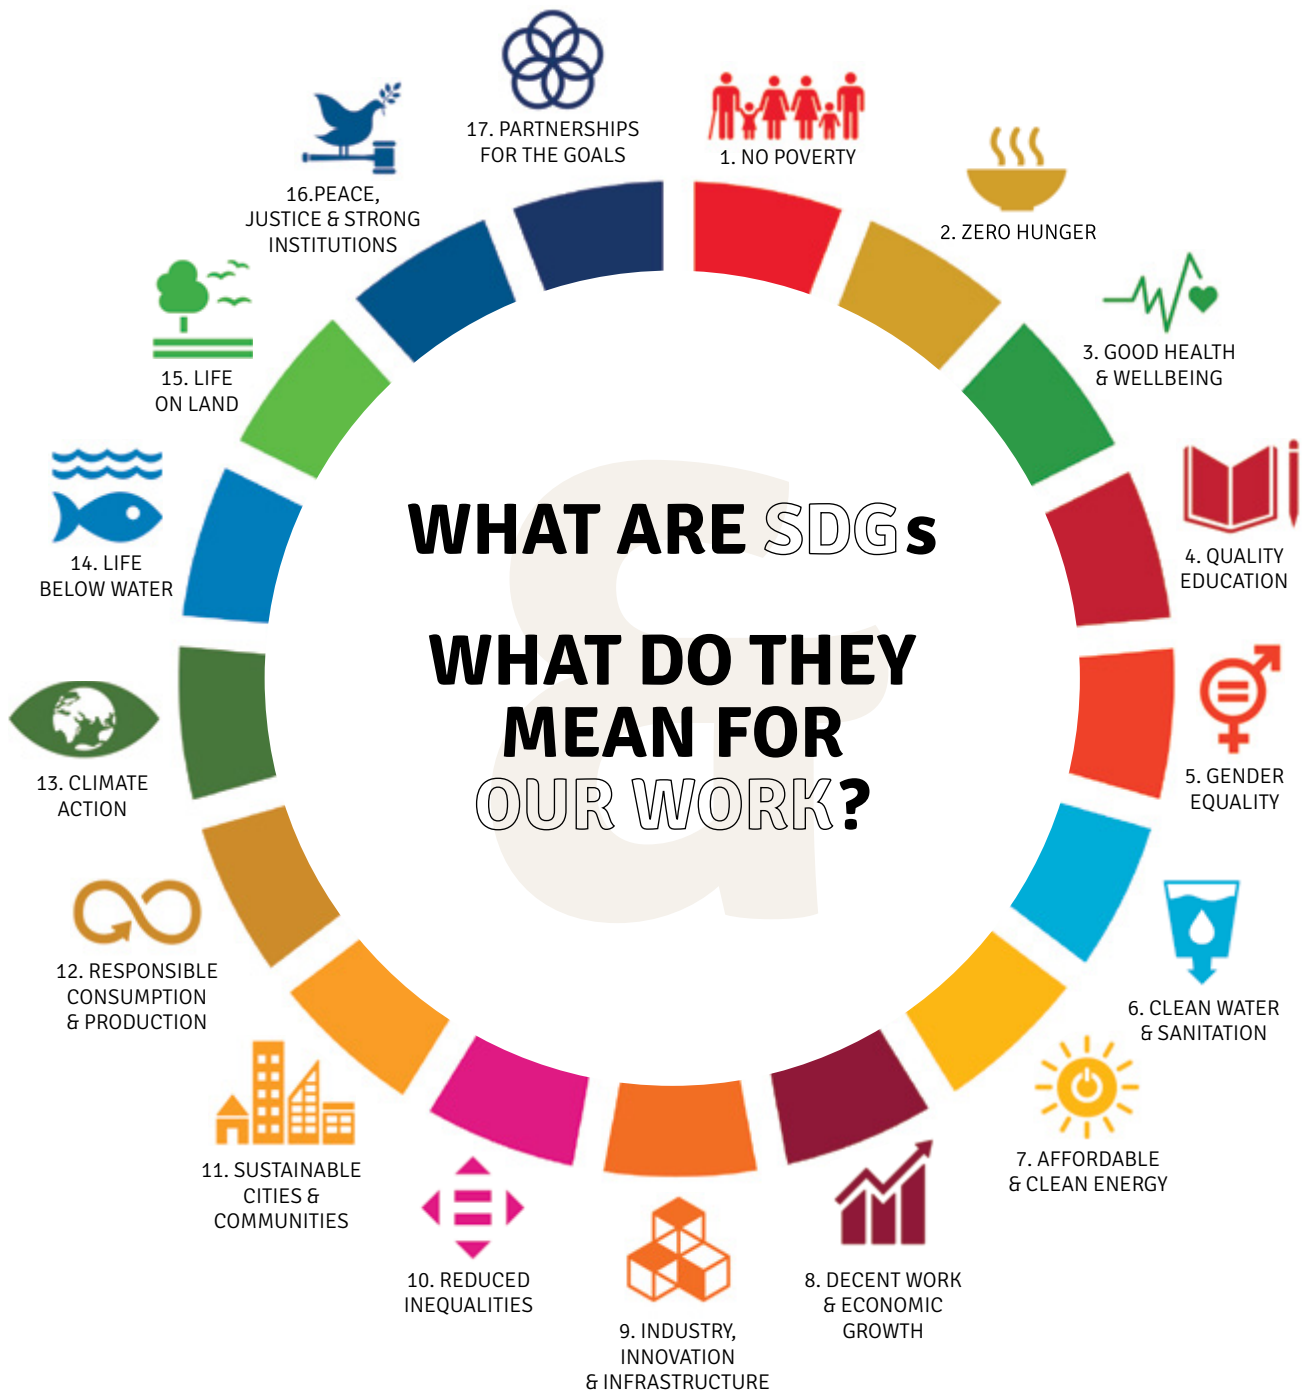 17. PARTNERSHIPS
FOR THE GOALS
1. NO POVERTY
2. ZERO HUNGER
3. GOOD HEALTH
& WELLBEING
4. QUALITY
EDUCATION
5. GENDER
EQUALITY
6. CLEAN WATER
& SANITATION
7. AFFORDABLE
& CLEAN ENERGY
8. DECENT WORK
& ECONOMIC
GROWTH
9. INDUSTRY,
INNOVATION
& INFRASTRUCTURE
10. REDUCED
INEQUALITIES
11. SUSTAINABLE
CITIES &
COMMUNITIES
12. RESPONSIBLE
CONSUMPTION
& PRODUCTION
13. CLIMATE
ACTION
14. LIFE
BELOW WATER
15. LIFE
ON LAND
16.PEACE,
JUSTICE & STRONG
INSTITUTIONS
WHAT ARE SDGs
&
WHAT DO THEY
MEAN FOR
OUR WORK?